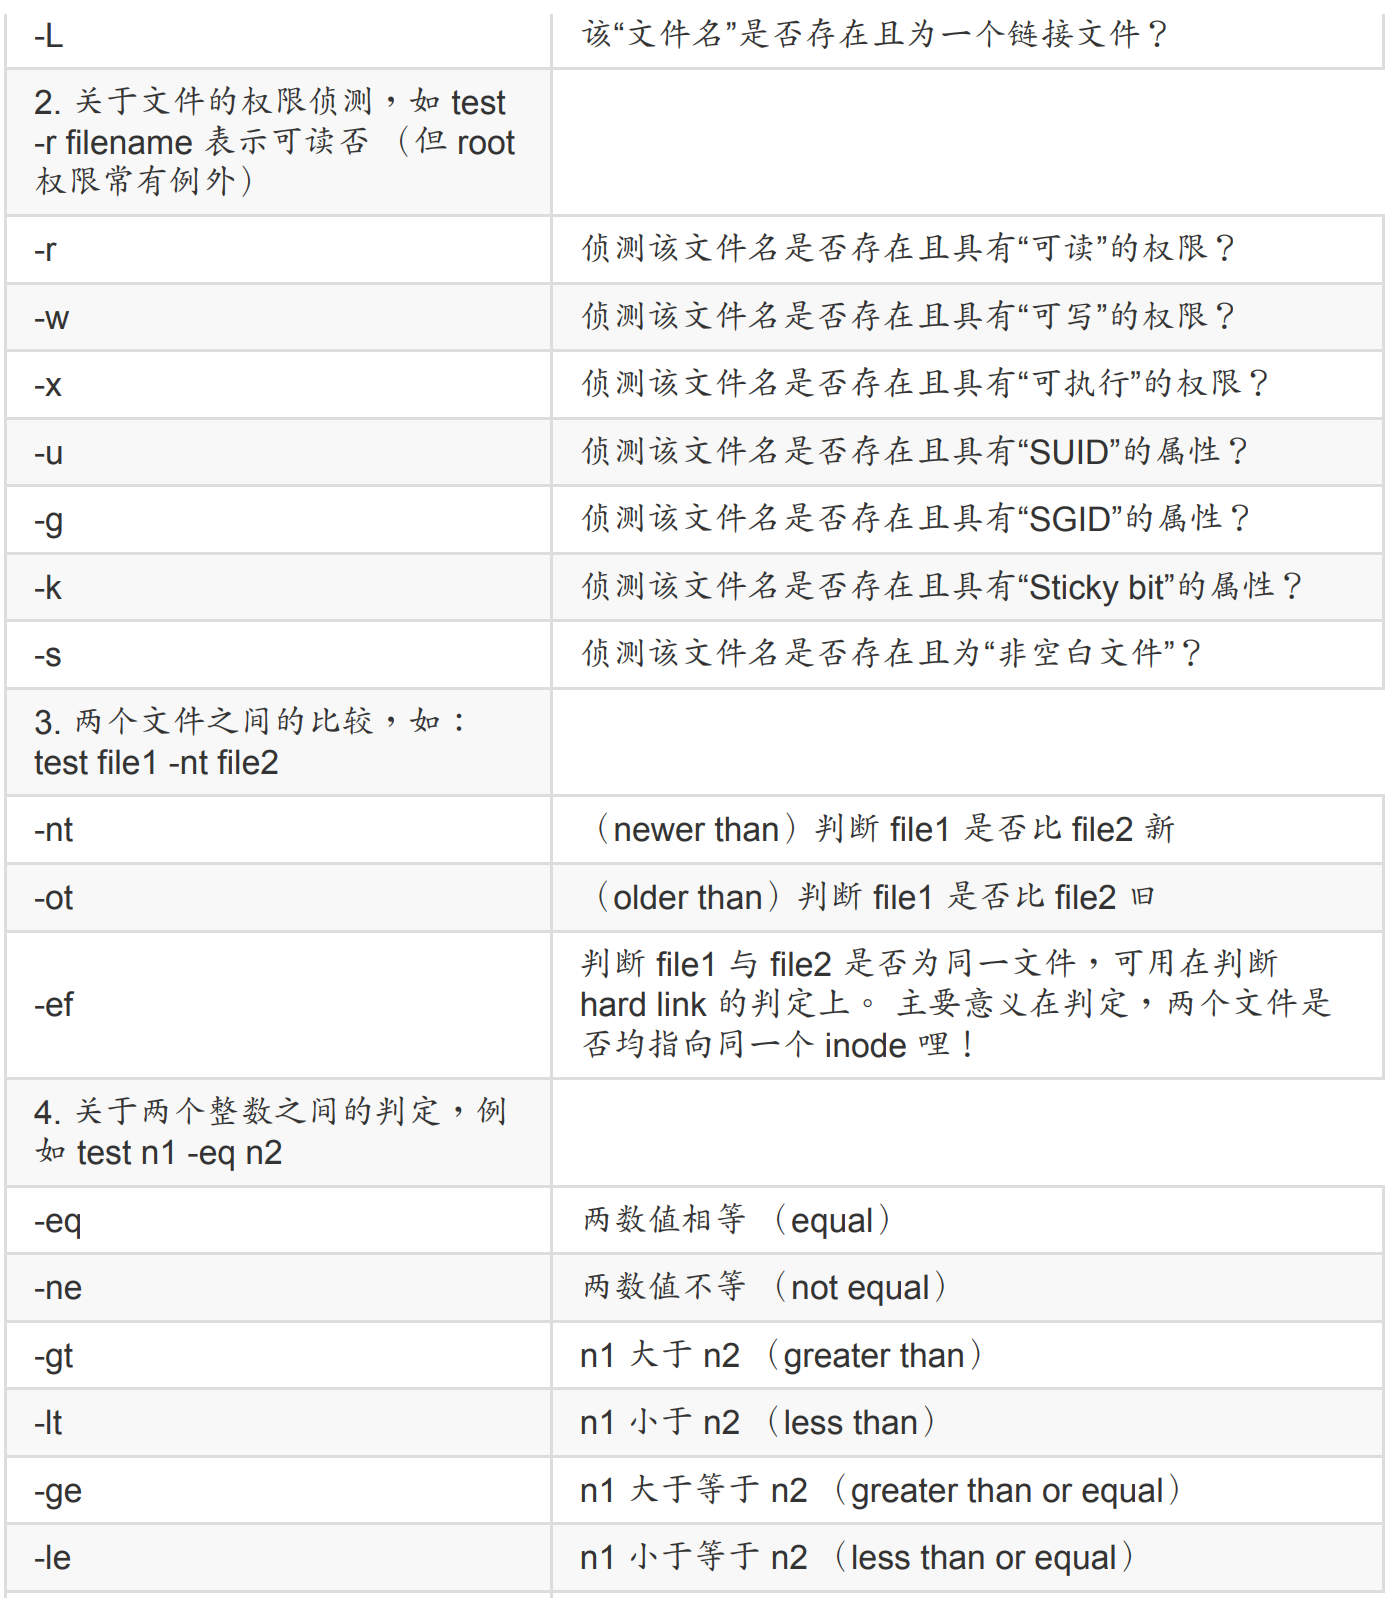 -L
该“文件名”是否存在且为一个链接文件？
2. 关于文件的权限侦测，如 test
-r filename 表示可读否 （但 root
权限常有例外）
-r
侦测该文件名是否存在且具有“可读”的权限？
-w
侦测该文件名是否存在且具有“可写”的权限？
-x
侦测该文件名是否存在且具有“可执行”的权限？
-u
侦测该文件名是否存在且具有“SUID”的属性？
-g
侦测该文件名是否存在且具有“SGID”的属性？
-k
侦测该文件名是否存在且具有“Sticky bit”的属性？
-s
侦测该文件名是否存在且为“非空白文件”？
3. 两个文件之间的比较，如：
test file1 -nt file2
-nt
（newer than）判断 file1 是否比 file2 新
-ot
（older than）判断 file1 是否比 file2 旧
-ef
判断 file1 与 file2 是否为同一文件，可用在判断
hard link 的判定上。 主要意义在判定，两个文件是
否均指向同一个 inode 哩！
4. 关于两个整数之间的判定，例
如 test n1 -eq n2
-eq
两数值相等 （equal）
-ne
两数值不等 （not equal）
-gt
n1 大于 n2 （greater than）
-lt
n1 小于 n2 （less than）
-ge
n1 大于等于 n2 （greater than or equal）
-le
n1 小于等于 n2 （less than or equal）